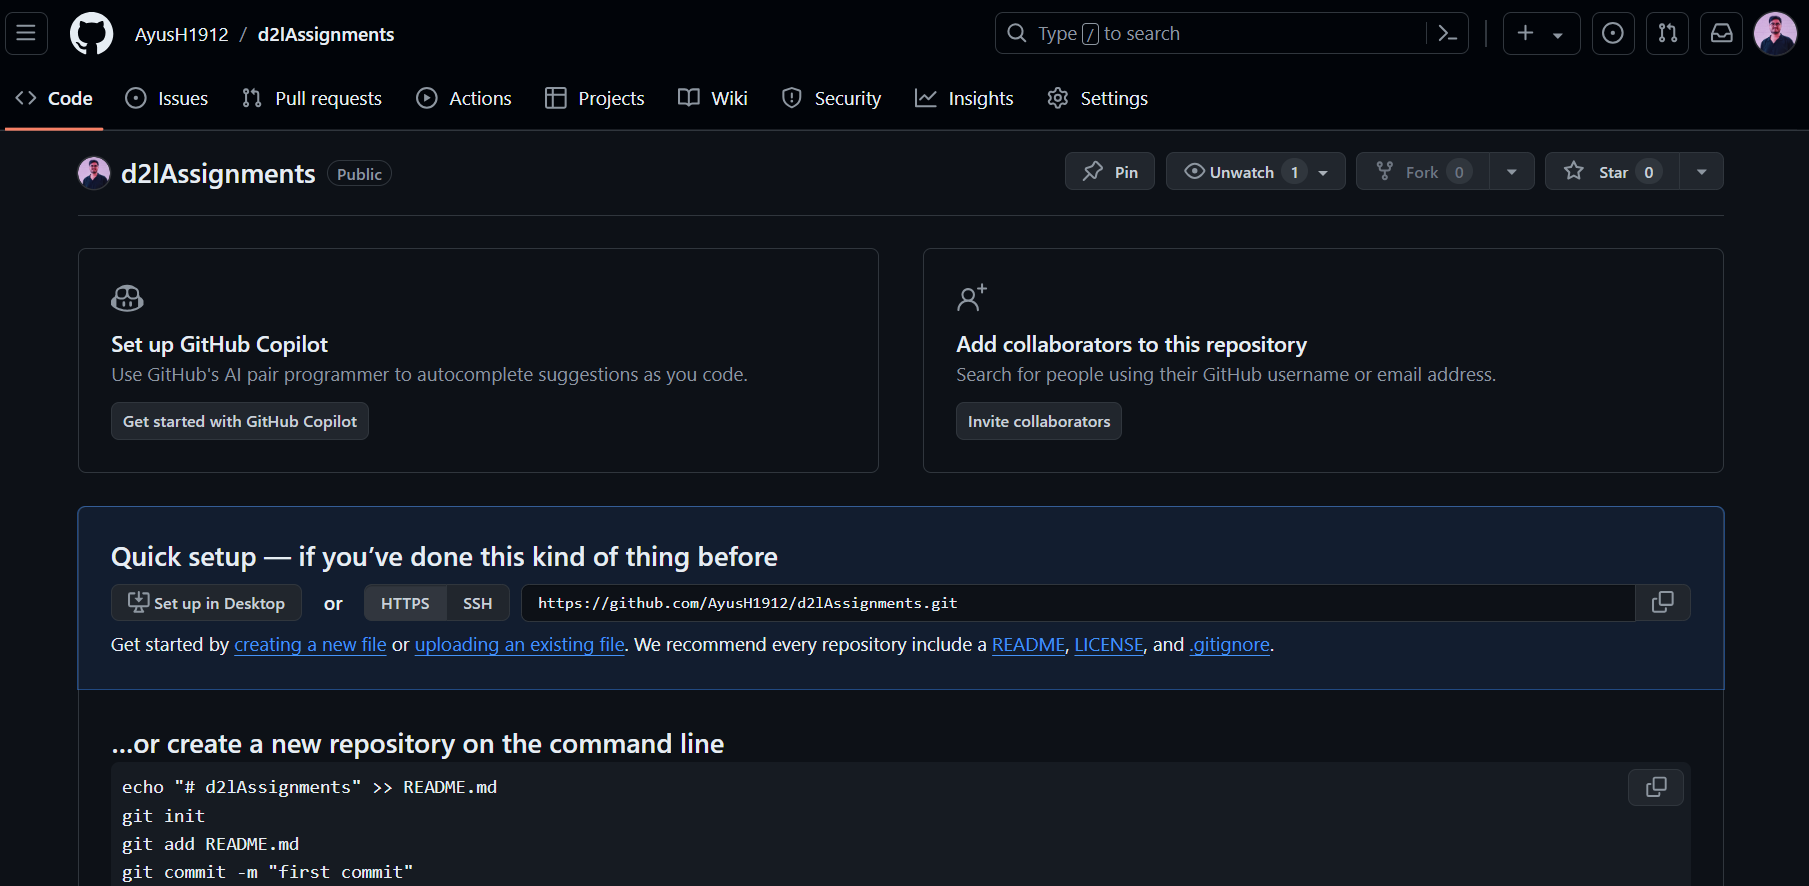 AyusH1912 / d2lAssignments
Type / to search
Code Issues Pull requests Actions Projects Wiki Security Insights Settings
d2lAssignments Public
Pin Unwatch 1 Fork 0 Star 0
Set up GitHub Copilot
Use GitHub's AI pair programmer to autocomplete suggestions as you code.
Get started with GitHub Copilot
Add collaborators to this repository
Search for people using their GitHub username or email address.
Invite collaborators
Quick setup — if you’ve done this kind of thing before
Set up in Desktop or HTTPS SSH https://github.com/AyusH1912/d2lAssignments.git
Get started by creating a new file or uploading an existing file. We recommend every repository include a README, LICENSE, and .gitignore.
…or create a new repository on the command line
echo "# d2lAssignments" >> README.md
git init
git add README.md
git commit -m "first commit"